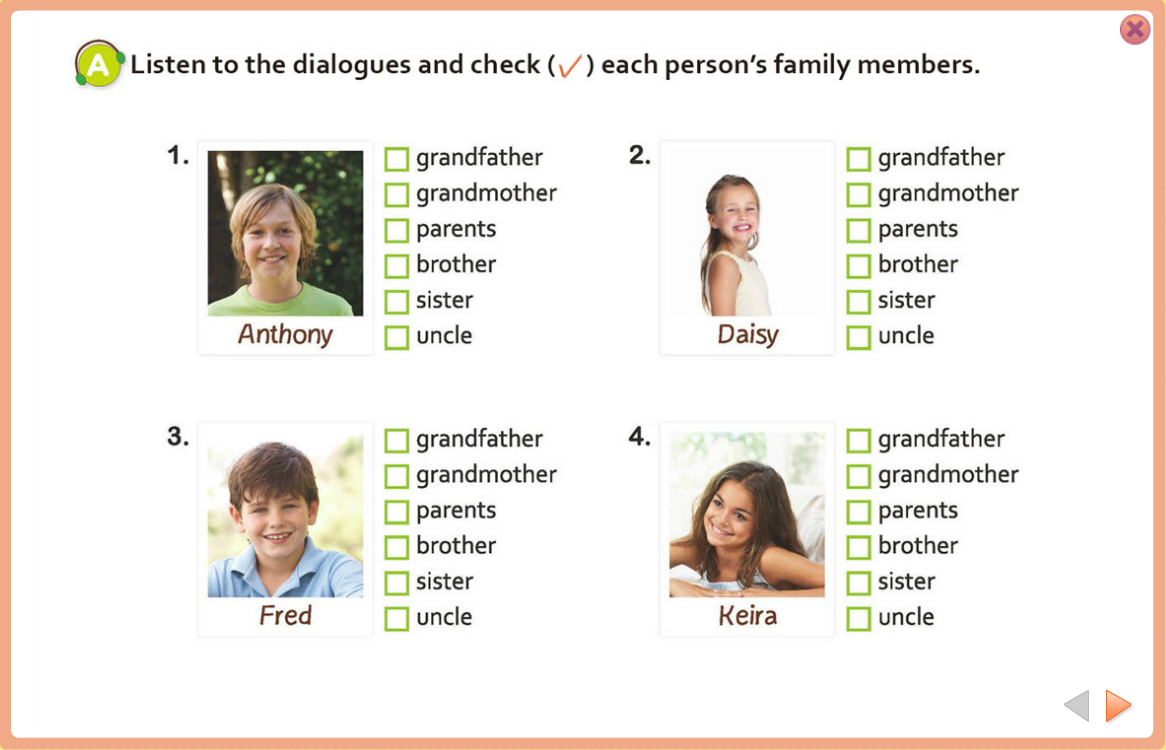 A Listen to the dialogues and check (✓) each person's family members.
1.
grandfather
grandmother
parents
brother
sister
uncle
Anthony
2.
grandfather
grandmother
parents
brother
sister
uncle
Daisy
3.
grandfather
grandmother
parents
brother
sister
uncle
Fred
4.
grandfather
grandmother
parents
brother
sister
uncle
Keira